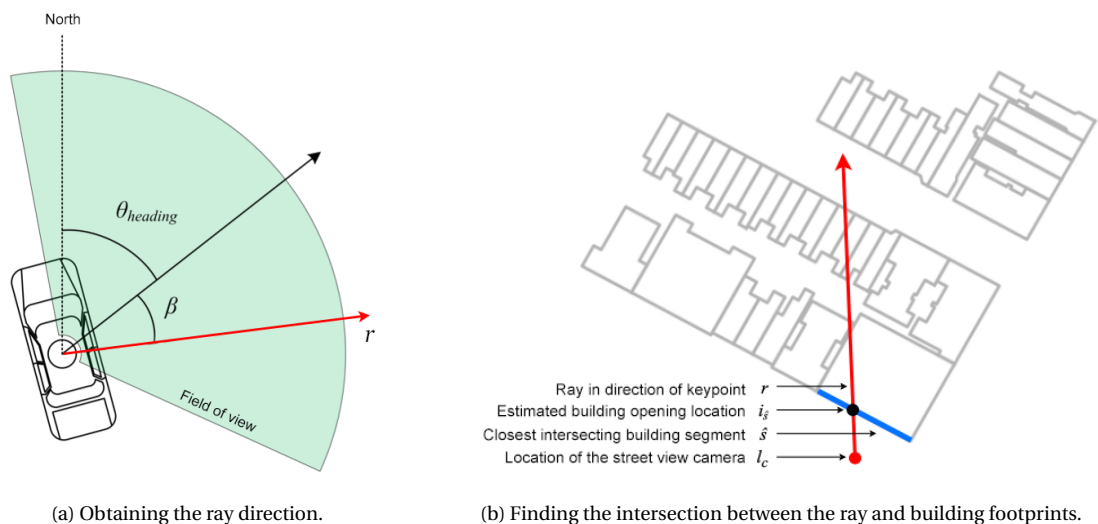 North
θheading
β
r
Field of view
Ray in direction of keypoint r
Estimated building opening location iŝ
Closest intersecting building segment ŝ
Location of the street view camera lc
(a) Obtaining the ray direction.
(b) Finding the intersection between the ray and building footprints.